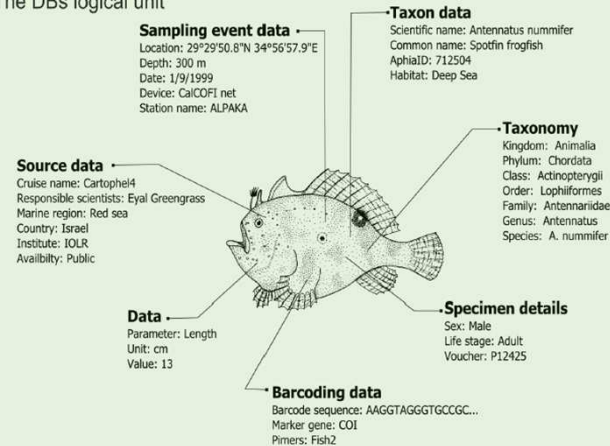 The DBs logical unit
Sampling event data
Location: 29°29'50.8"N 34°56'57.9"E
Depth: 300 m
Date: 1/9/1999
Device: CalCOFI net
Station name: ALPAKA
Taxon data
Scientific name: Antennatus nummifer
Common name: Spotfin frogfish
AphiaID: 712504
Habitat: Deep Sea
Taxonomy
Kingdom: Animalia
Phylum: Chordata
Class: Actinopterygii
Order: Lophiiformes
Family: Antennariidae
Genus: Antennatus
Species: A. nummifer
Source data
Cruise name: Cartophel4
Responsible scientists: Eyal Greengrass
Marine region: Red sea
Country: Israel
Institute: IOLR
Availbilty: Public
Data
Parameter: Length
Unit: cm
Value: 13
Specimen details
Sex: Male
Life stage: Adult
Voucher: P12425
Barcoding data
Barcode sequence: AAGGTAGGGTGCCGC...
Marker gene: COI
Pimers: Fish2